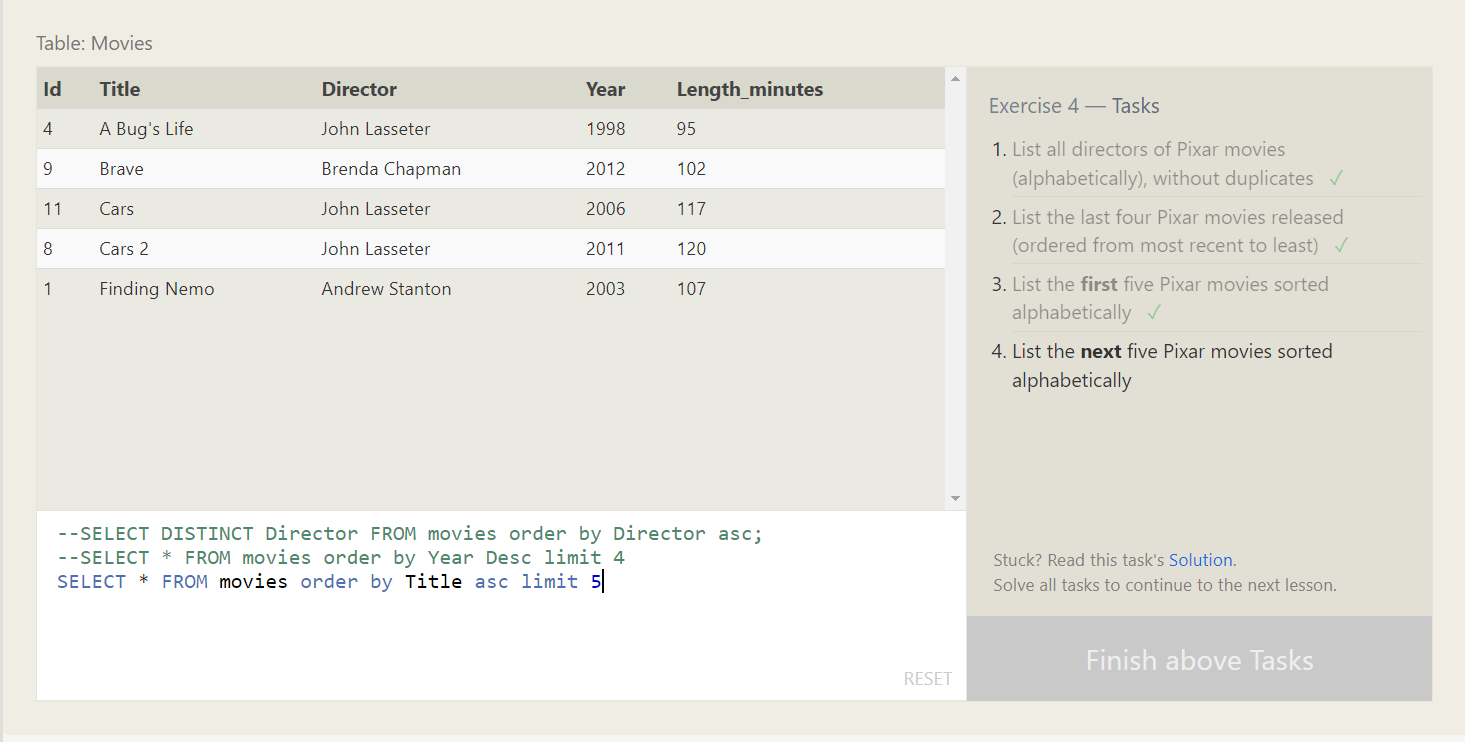 Table: Movies
Id Title Director Year Length_minutes
4 A Bug's Life John Lasseter 1998 95
9 Brave Brenda Chapman 2012 102
11 Cars John Lasseter 2006 117
8 Cars 2 John Lasseter 2011 120
1 Finding Nemo Andrew Stanton 2003 107
--SELECT DISTINCT Director FROM movies order by Director asc;
--SELECT * FROM movies order by Year Desc limit 4
SELECT * FROM movies order by Title asc limit 5
RESET
Exercise 4 — Tasks
1. List all directors of Pixar movies
(alphabetically), without duplicates ✓
2. List the last four Pixar movies released
(ordered from most recent to least) ✓
3. List the first five Pixar movies sorted
alphabetically ✓
4. List the next five Pixar movies sorted
alphabetically
Stuck? Read this task's Solution.
Solve all tasks to continue to the next lesson.
Finish above Tasks